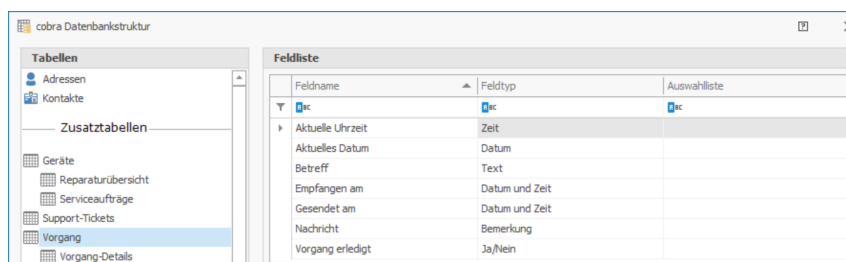 cobra Datenbankstruktur
Tabellen
Adressen
Kontakte
Zusatztabellen
Geräte
Reparaturübersicht
Serviceaufträge
Support-Tickets
Vorgang
Vorgang-Details
Feldliste
Feldname Feldtyp Auswahlliste
Aktuelle Uhrzeit Zeit
Aktuelles Datum Datum
Betreff Text
Empfangen am Datum und Zeit
Gesendet am Datum und Zeit
Nachricht Bemerkung
Vorgang erledigt Ja/Nein